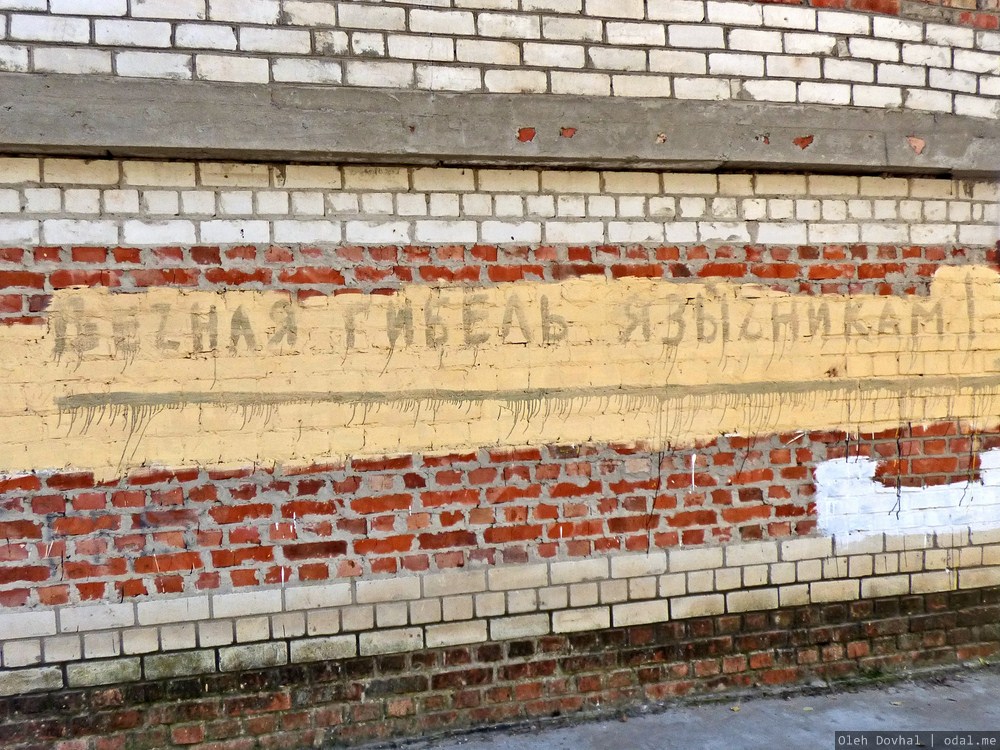 ВЕЧНАЯ ГИБЕЛЬ ЯЗЫЧНИКАМ!
Oleh Dovhal | odal.me